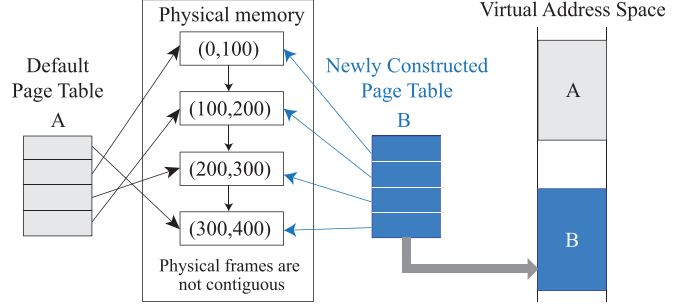 Physical memory
Virtual Address Space
Default
Page Table
A
(0,100)
(100,200)
(200,300)
(300,400)
Physical frames are
not contiguous
Newly Constructed
Page Table
B
A
B